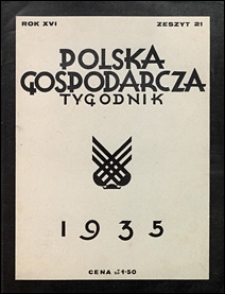 ROK XVI ZESZYT 21
POLSKA
GOSPODARCZA
TYGODNIK
1935
CENA zł 1·50